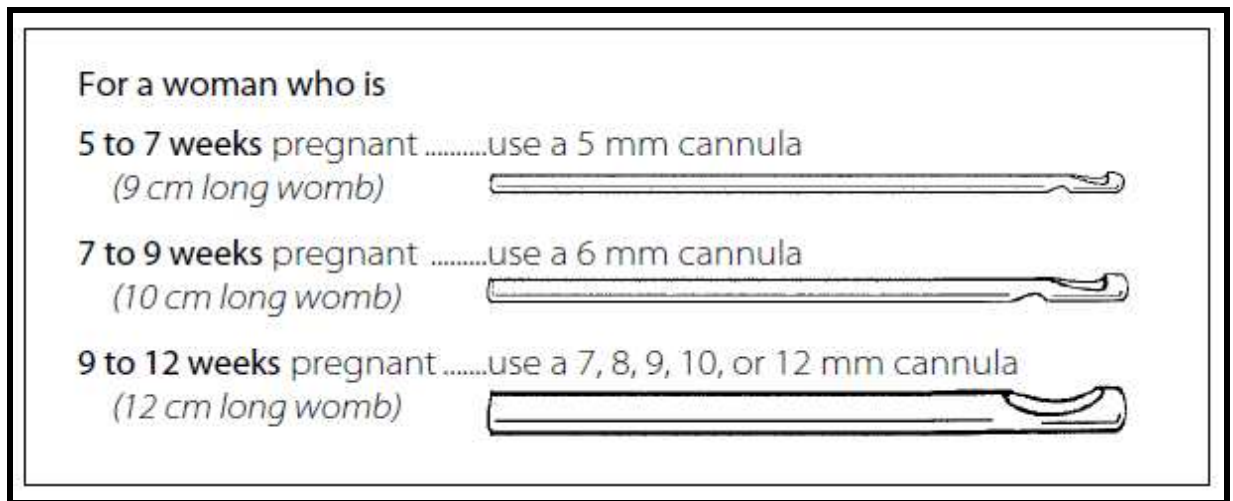 For a woman who is
5 to 7 weeks pregnant ..........use a 5 mm cannula
(9 cm long womb)
7 to 9 weeks pregnant .........use a 6 mm cannula
(10 cm long womb)
9 to 12 weeks pregnant .......use a 7, 8, 9, 10, or 12 mm cannula
(12 cm long womb)